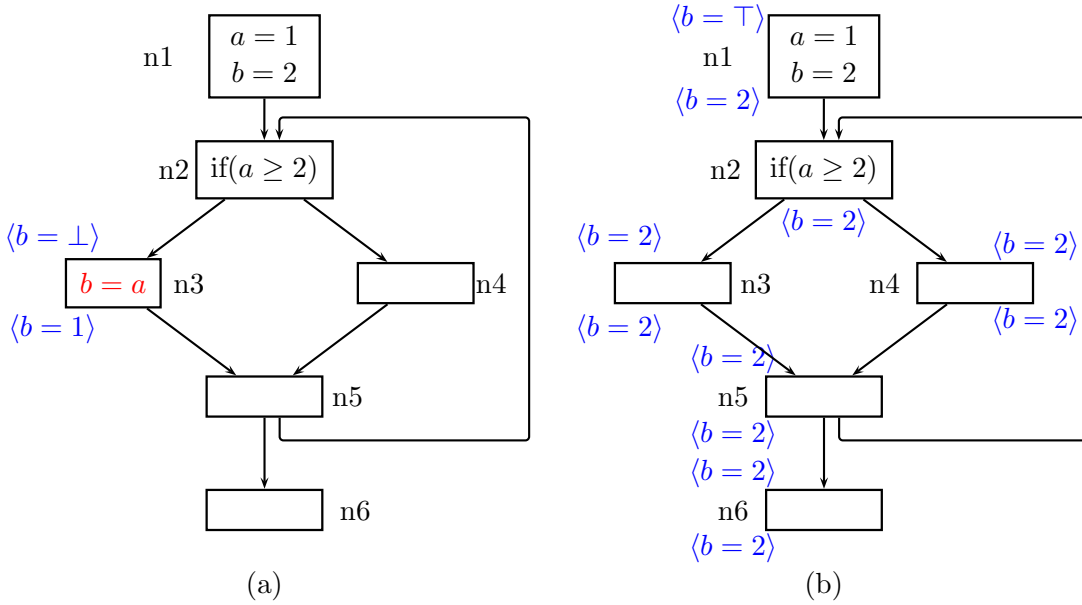 n1
a = 1
b = 2
n2
if(a ≥ 2)
⟨b = ⊥⟩
b = a
n3
n4
⟨b = 1⟩
n5
n6
(a)
⟨b = ⊤⟩
n1
a = 1
b = 2
⟨b = 2⟩
n2
if(a ≥ 2)
⟨b = 2⟩
⟨b = 2⟩
⟨b = 2⟩
n3
n4
⟨b = 2⟩
⟨b = 2⟩
⟨b = 2⟩
n5
⟨b = 2⟩
⟨b = 2⟩
n6
⟨b = 2⟩
(b)